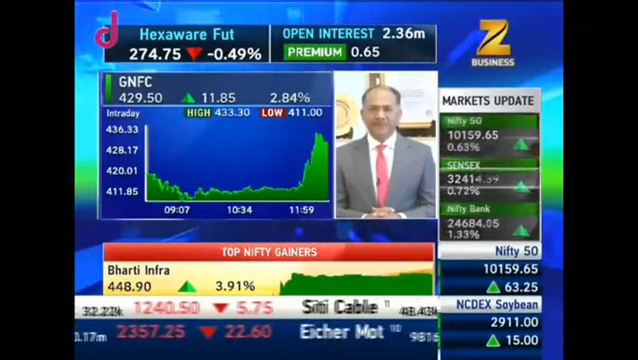 d
Hexaware Fut
274.75 ▼ -0.49%
OPEN INTEREST 2.36m
PREMIUM 0.65
Z
BUSINESS
GNFC
429.50 ▲ 11.85 2.84%
Intraday HIGH 433.30 LOW 411.00
436.33
428.17
420.01
411.85
09:07 10:34 11:59
MARKETS UPDATE
Nifty 50
10159.65
0.63% ▲
SENSEX
0.72% ▲
Nifty Bank
24684.05
1.33% ▲
TOP NIFTY GAINERS
Bharti Infra
448.90 ▲ 3.91%
Nifty 50
10159.65
▲ 63.25
NCDEX Soybean
2911.00
▲ 15.00
1240.50 ▼ 5.75 Siti Cable
0.17m 2357.25 ▼ 22.60 Eicher Mot